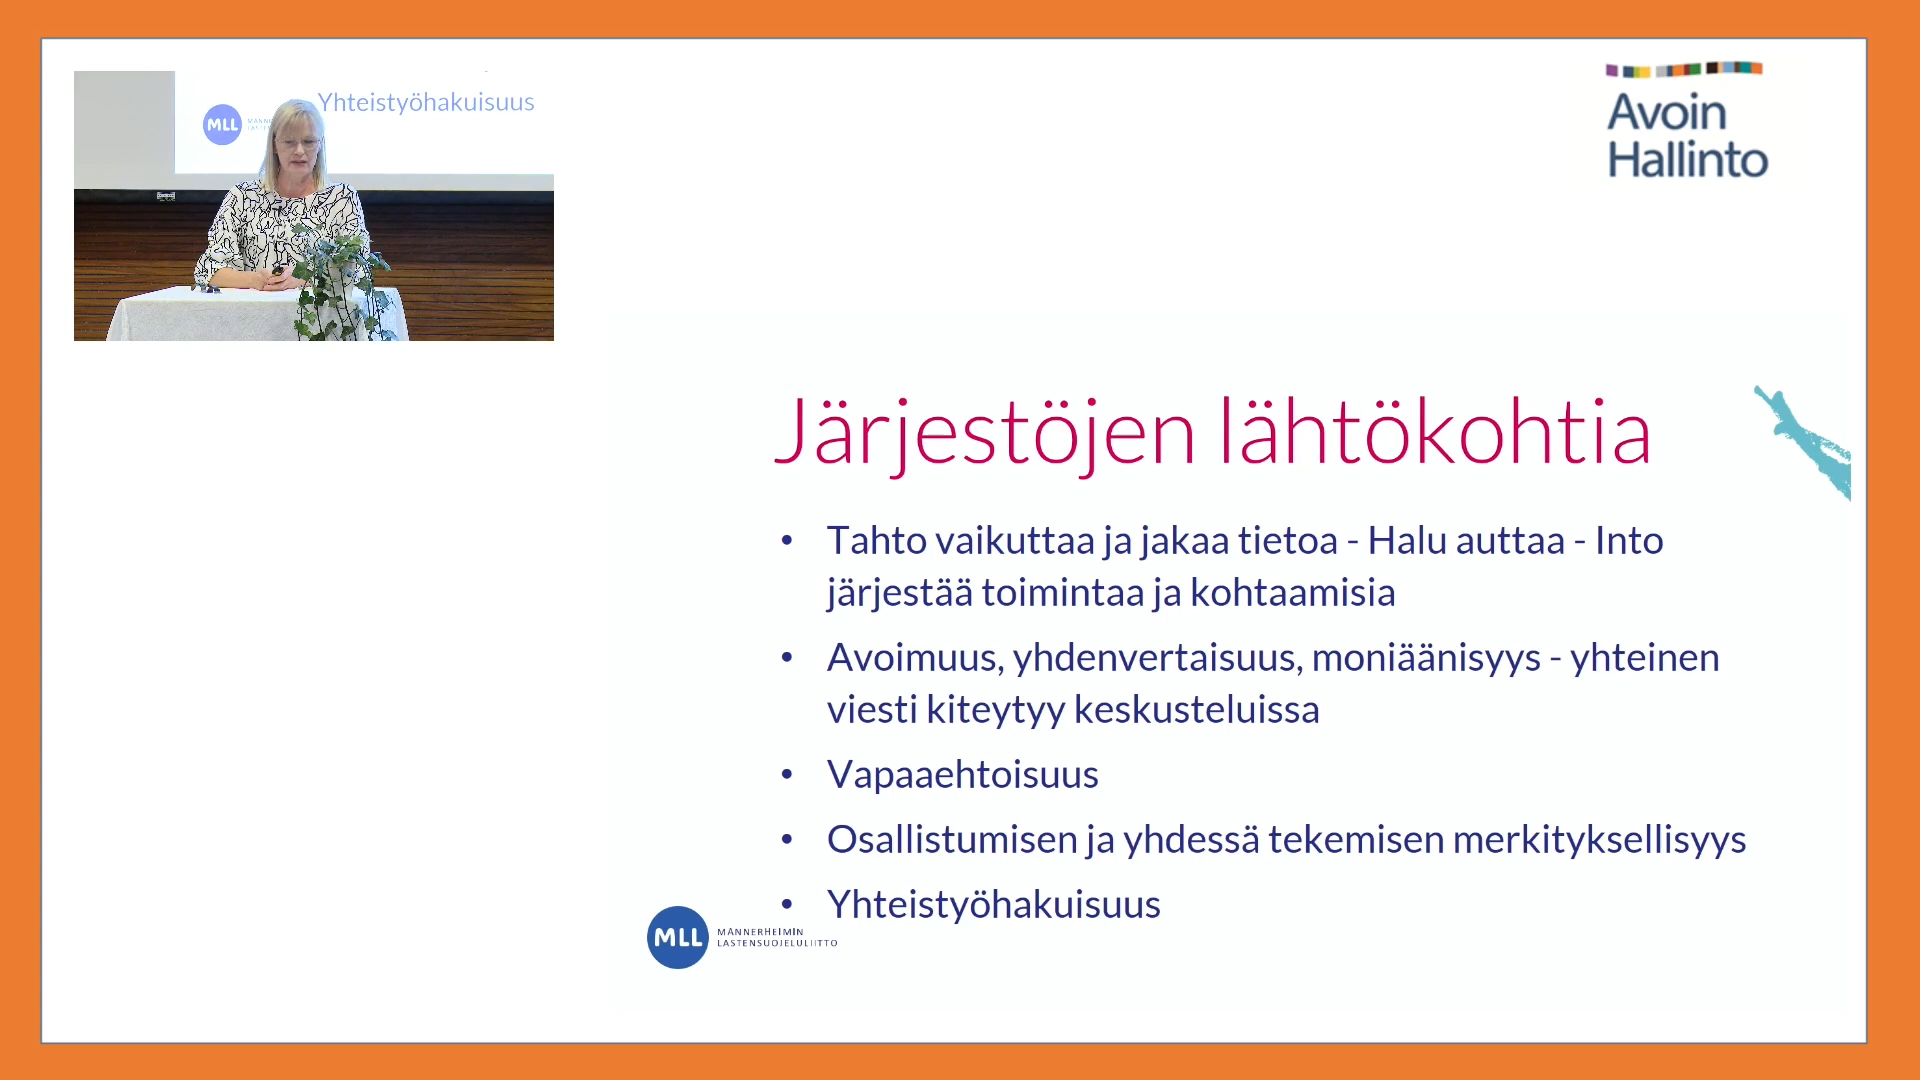 Yhteistyöhakuisuus
MLL
Avoin
Hallinto
Järjestöjen lähtökohtia
• Tahto vaikuttaa ja jakaa tietoa - Halu auttaa - Into
järjestää toimintaa ja kohtaamisia
• Avoimuus, yhdenvertaisuus, moniäänisyys - yhteinen
viesti kiteytyy keskusteluissa
• Vapaaehtoisuus
• Osallistumisen ja yhdessä tekemisen merkityksellisyys
• Yhteistyöhakuisuus
MLL
MANNERHEIMIN
LASTENSUOJELULIITTO